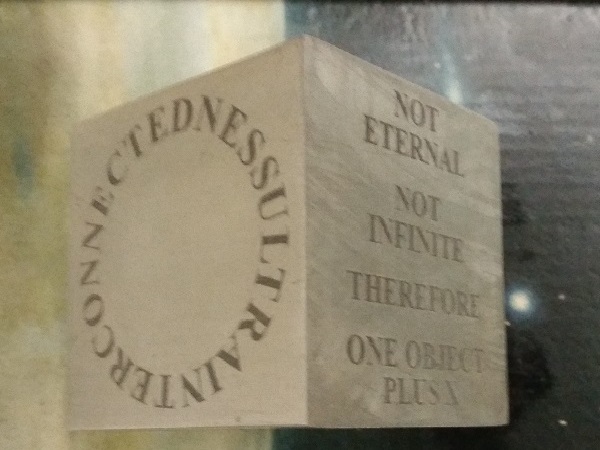 ULTRAINTERCONNECTEDNESS
NOT
ETERNAL
NOT
INFINITE
THEREFORE
ONE OBJECT
PLUS X